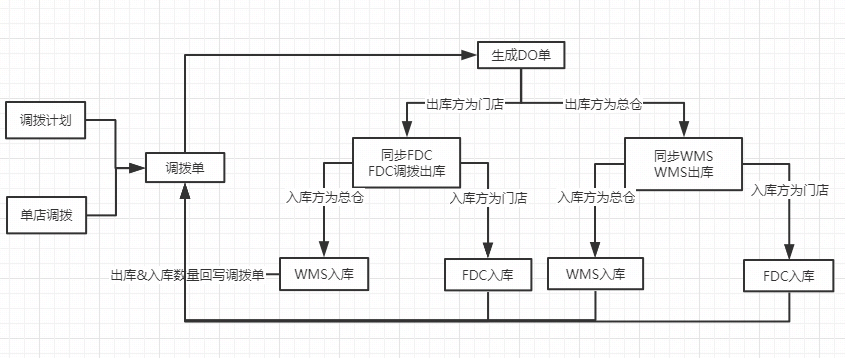 生成DO单
出库方为门店
出库方为总仓
调拨计划
同步FDC
FDC调拨出库
同步WMS
WMS出库
调拨单
入库方为总仓
入库方为门店
入库方为总仓
入库方为门店
单店调拨
出库&入库数量回写调拨单
WMS入库
FDC入库
WMS入库
FDC入库